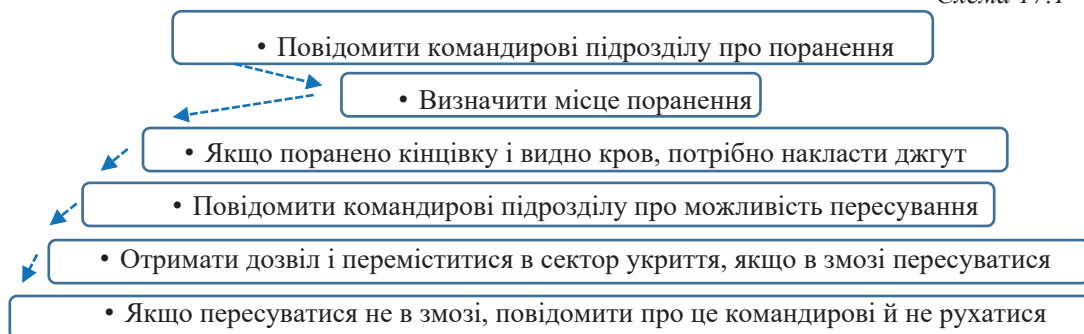 Схема 17.1
• Повідомити командирові підрозділу про поранення
• Визначити місце поранення
• Якщо поранено кінцівку і видно кров, потрібно накласти джгут
• Повідомити командирові підрозділу про можливість пересування
• Отримати дозвіл і переміститися в сектор укриття, якщо в змозі пересуватися
• Якщо пересуватися не в змозі, повідомити про це командирові й не рухатися